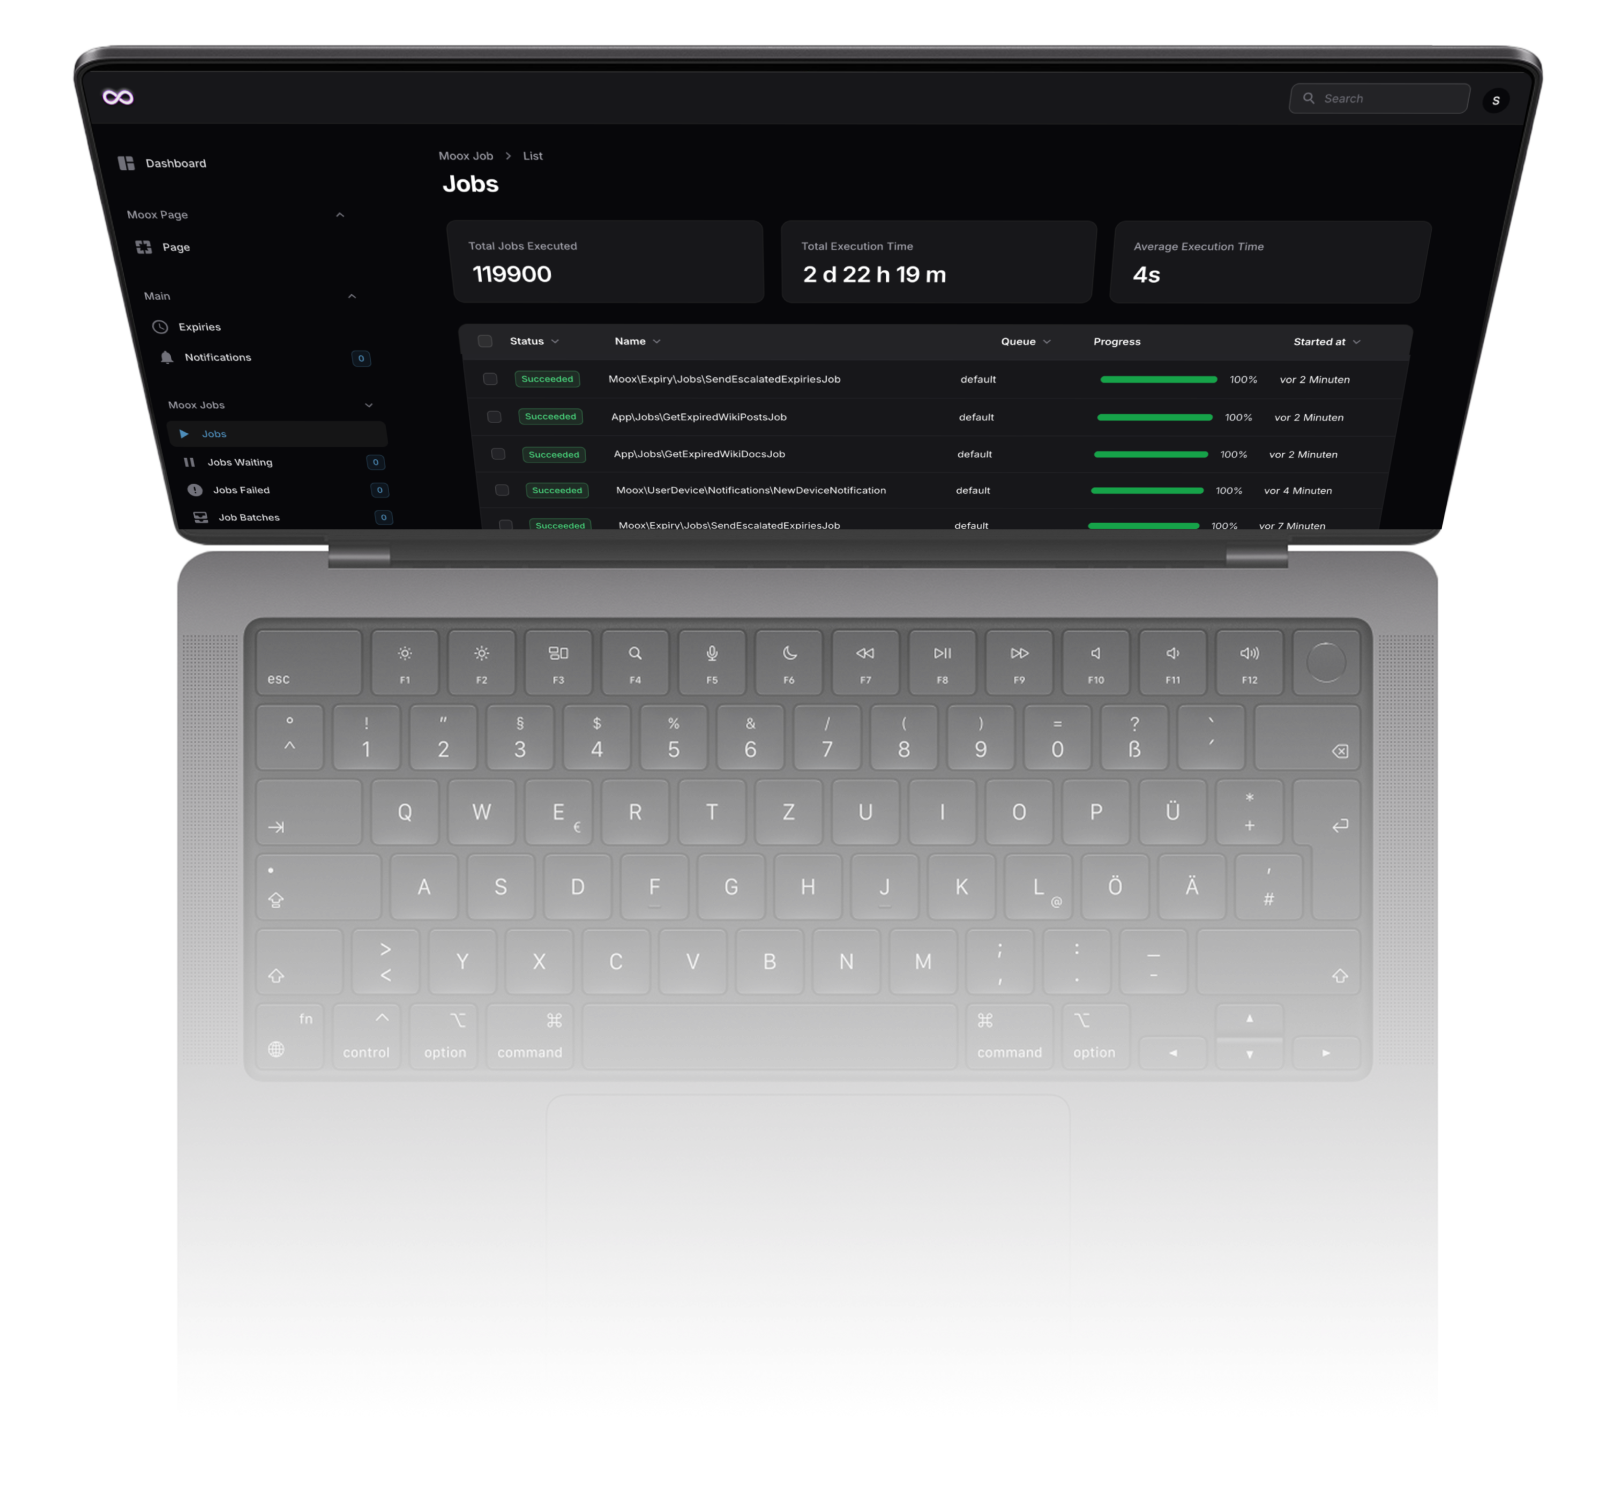 Search
S
Dashboard
Moox Page
Page
Main
Expiries
Notifications 0
Moox Jobs
Jobs
Jobs Waiting 0
Jobs Failed 0
Job Batches 0
Moox Job > List
Jobs
Total Jobs Executed
119900
Total Execution Time
2 d 22 h 19 m
Average Execution Time
4s
Status Name Queue Progress Started at
Succeeded Moox\Expiry\Jobs\SendEscalatedExpiriesJob default 100% vor 2 Minuten
Succeeded App\Jobs\GetExpiredWikiPostsJob default 100% vor 2 Minuten
Succeeded App\Jobs\GetExpiredWikiDocsJob default 100% vor 2 Minuten
Succeeded Moox\UserDevice\Notifications\NewDeviceNotification default 100% vor 4 Minuten
Succeeded Moox\Expiry\Jobs\SendEscalatedExpiriesJob default 100% vor 7 Minuten
esc F1 F2 F3 F4 F5 F6 F7 F8 F9 F10 F11 F12
° ! " § $ % & / ( ) = ? `
^ 1 2 3 4 5 6 7 8 9 0 ß ´
Q W E € R T Z U I O P Ü * +
A S D F G H J K L @ Ö Ä ' #
> < Y X C V B N M ; , : . _ -
fn ^ ⌥ ⌘ ⌘ ⌥
control option command command option